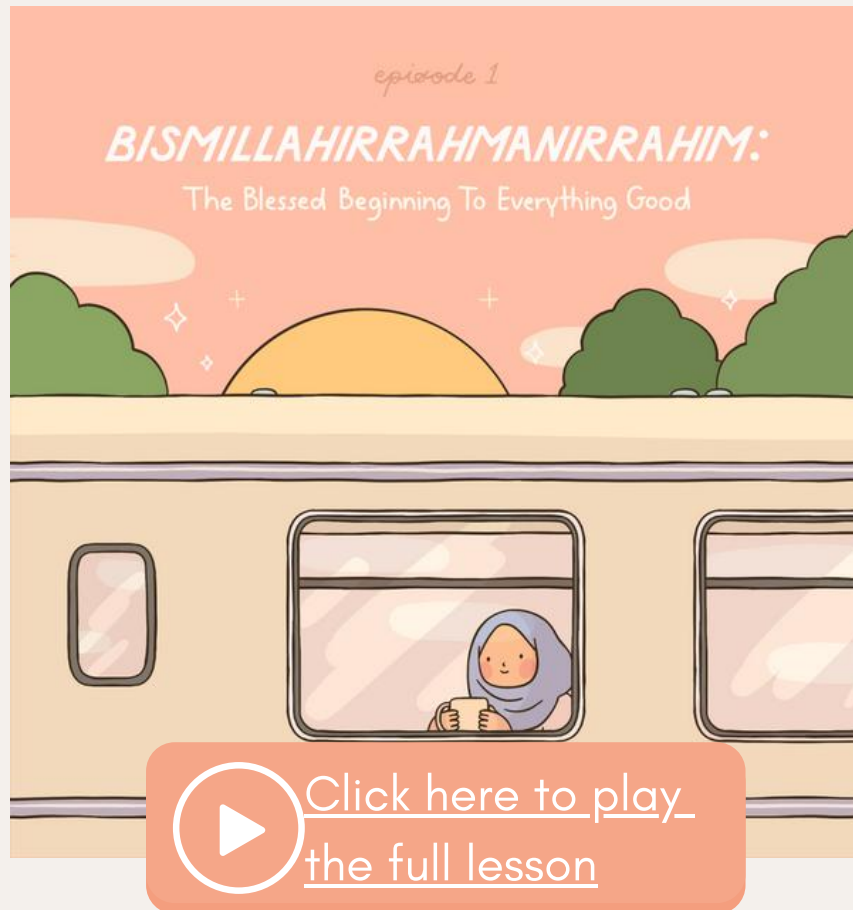 episode 1
BISMILLAHIRRAHMANIRRAHIM:
The Blessed Beginning To Everything Good
Click here to play
the full lesson